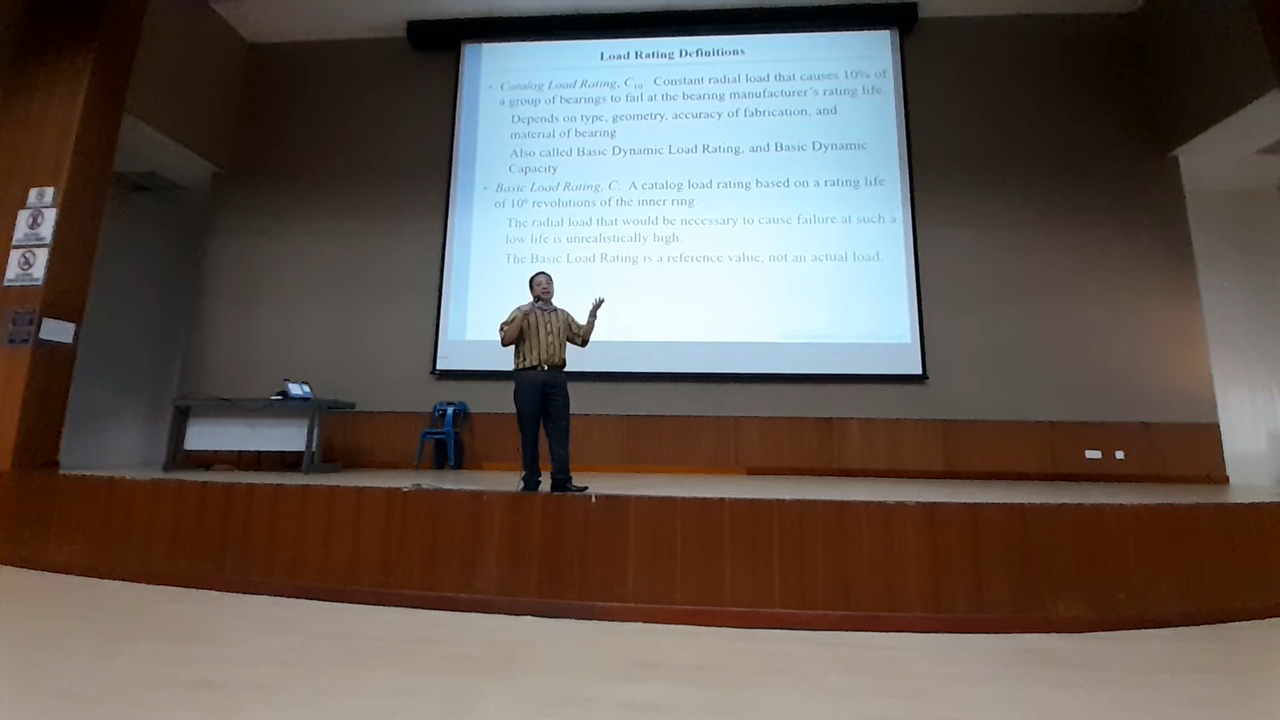 Load Rating Definitions
Catalog Load Rating, C10: Constant radial load that causes 10% of
a group of bearings to fail at the bearing manufacturer's rating life.
Depends on type, geometry, accuracy of fabrication, and
material of bearing
Also called Basic Dynamic Load Rating, and Basic Dynamic
Capacity
Basic Load Rating, C: A catalog load rating based on a rating life
of 10⁶ revolutions of the inner ring.
The radial load that would be necessary to cause failure at such a
low life is unrealistically high.
The Basic Load Rating is a reference value, not an actual load.